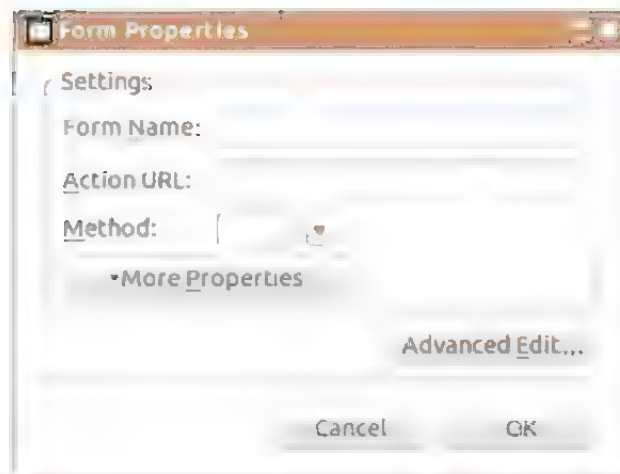 Form Properties
Settings
Form Name:
Action URL:
Method:
More Properties
Advanced Edit...
Cancel
OK